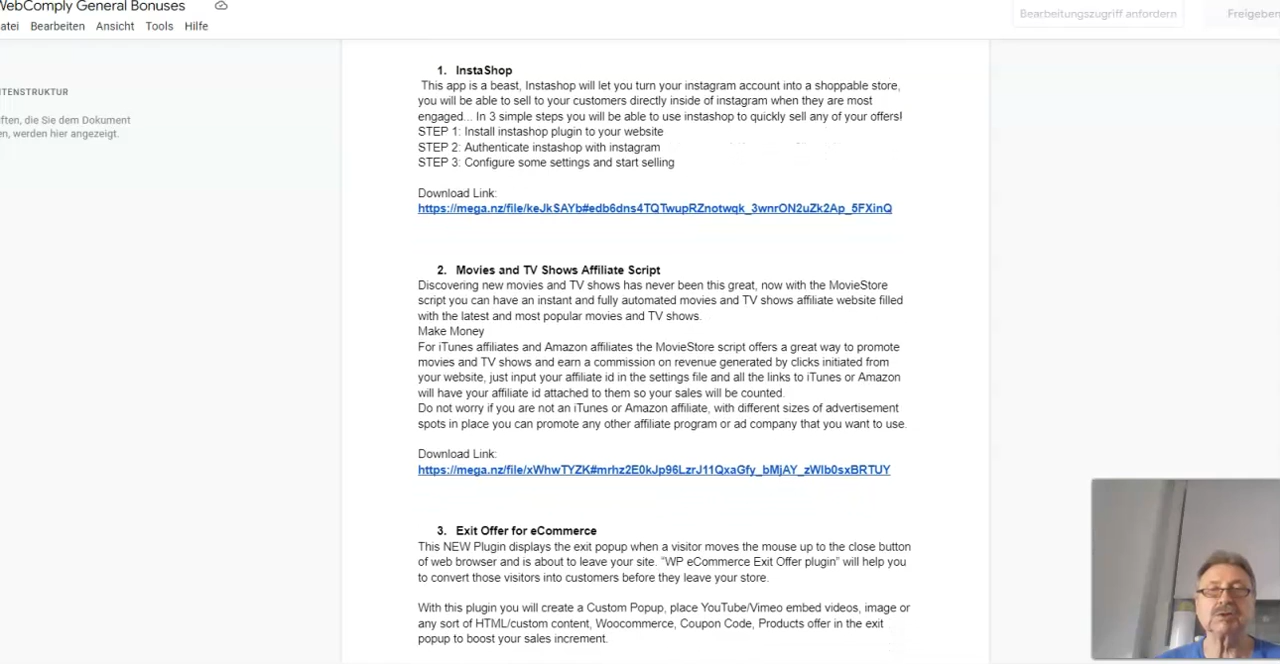 WebComply General Bonuses
atei Bearbeiten Ansicht Tools Hilfe
Bearbeitungszugriff anfordern
Freigeben
ITENSTRUKTUR
iften, die Sie dem Dokument
en, werden hier angezeigt.
1. InstaShop
This app is a beast, Instashop will let you turn your instagram account into a shoppable store,
you will be able to sell to your customers directly inside of instagram when they are most
engaged... In 3 simple steps you will be able to use instashop to quickly sell any of your offers!
STEP 1: Install instashop plugin to your website
STEP 2: Authenticate instashop with instagram
STEP 3: Configure some settings and start selling
Download Link:
https://mega.nz/file/keJkSAYb#edb6dns4TQTwupRZnotwqk_3wnrON2uZk2Ap_5FXinQ
2. Movies and TV Shows Affiliate Script
Discovering new movies and TV shows has never been this great, now with the MovieStore
script you can have an instant and fully automated movies and TV shows affiliate website filled
with the latest and most popular movies and TV shows.
Make Money
For iTunes affiliates and Amazon affiliates the MovieStore script offers a great way to promote
movies and TV shows and earn a commission on revenue generated by clicks initiated from
your website, just input your affiliate id in the settings file and all the links to iTunes or Amazon
will have your affiliate id attached to them so your sales will be counted.
Do not worry if you are not an iTunes or Amazon affiliate, with different sizes of advertisement
spots in place you can promote any other affiliate program or ad company that you want to use.
Download Link:
https://mega.nz/file/xWhwTYZK#mrhz2E0kJp96LzrJ11QxaGfy_bMjAY_zWIb0sxBRTUY
3. Exit Offer for eCommerce
This NEW Plugin displays the exit popup when a visitor moves the mouse up to the close button
of web browser and is about to leave your site. "WP eCommerce Exit Offer plugin" will help you
to convert those visitors into customers before they leave your store.
With this plugin you will create a Custom Popup, place YouTube/Vimeo embed videos, image or
any sort of HTML/custom content, Woocommerce, Coupon Code, Products offer in the exit
popup to boost your sales increment.